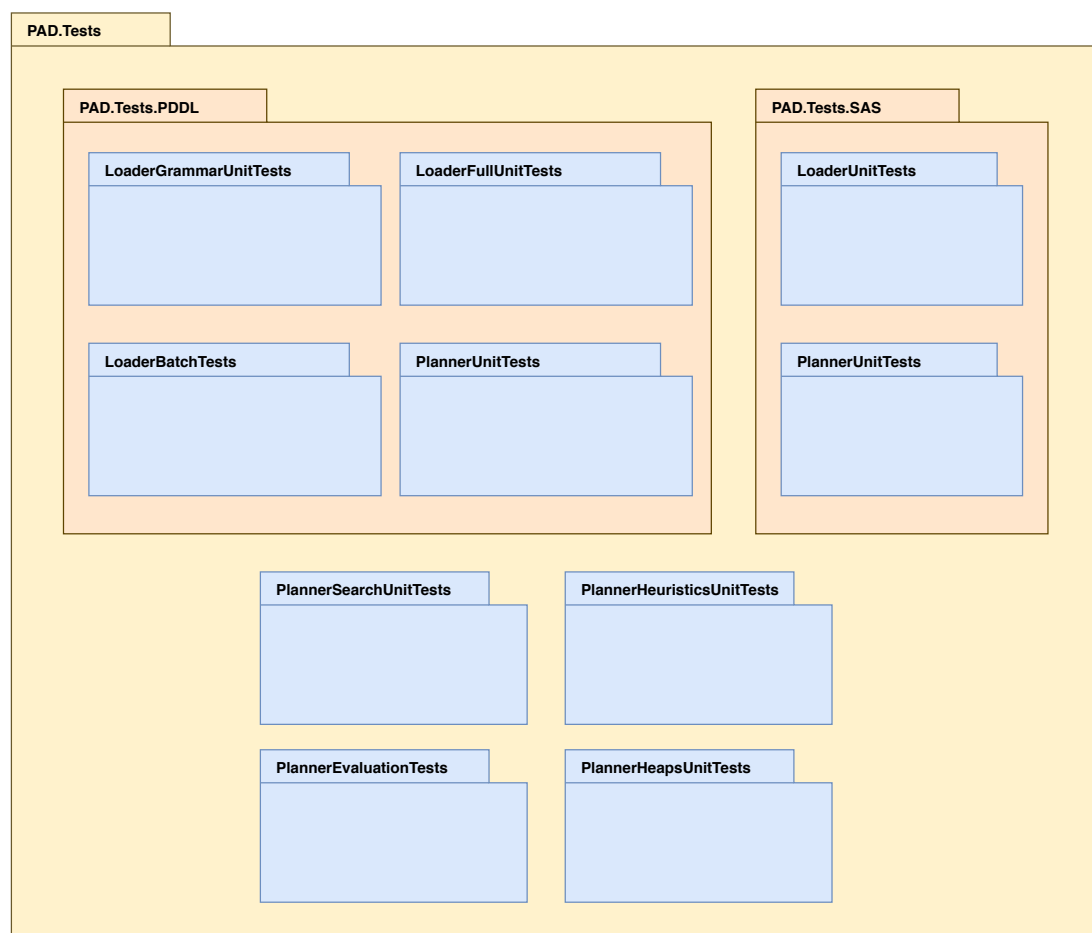 PAD.Tests
PAD.Tests.PDDL
PAD.Tests.SAS
LoaderGrammarUnitTests
LoaderFullUnitTests
LoaderUnitTests
LoaderBatchTests
PlannerUnitTests
PlannerUnitTests
PlannerSearchUnitTests
PlannerHeuristicsUnitTests
PlannerEvaluationTests
PlannerHeapsUnitTests